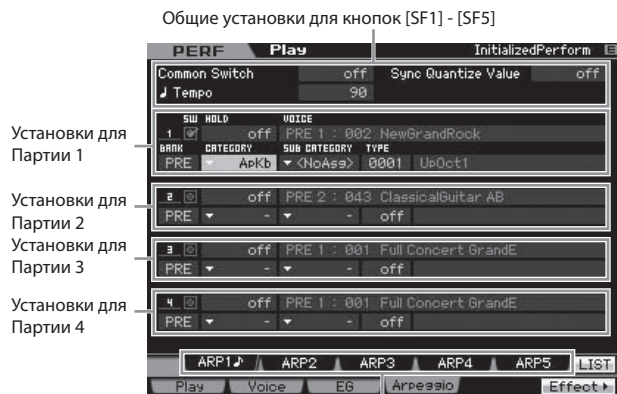 Общие установки для кнопок [SF1] - [SF5]
PERF Play InitializedPerform
Common Switch off Sync Quantize Value off
♩ Tempo 90
SW HOLD VOICE
1 off PRE 1 : 002 NewGrandRock
BANK CATEGORY SUB CATEGORY TYPE
PRE ApKb <NoAsg> 0001 UpOct1
Установки для
Партии 1
2 off PRE 2 : 043 ClassicalGuitar AB
PRE - - off
Установки для
Партии 2
3 off PRE 1 : 001 Full Concert GrandE
PRE - - off
Установки для
Партии 3
4 off PRE 1 : 001 Full Concert GrandE
PRE - - off
Установки для
Партии 4
ARP1♪ ARP2 ARP3 ARP4 ARP5 LIST
Play Voice EG Arpeggio Effect